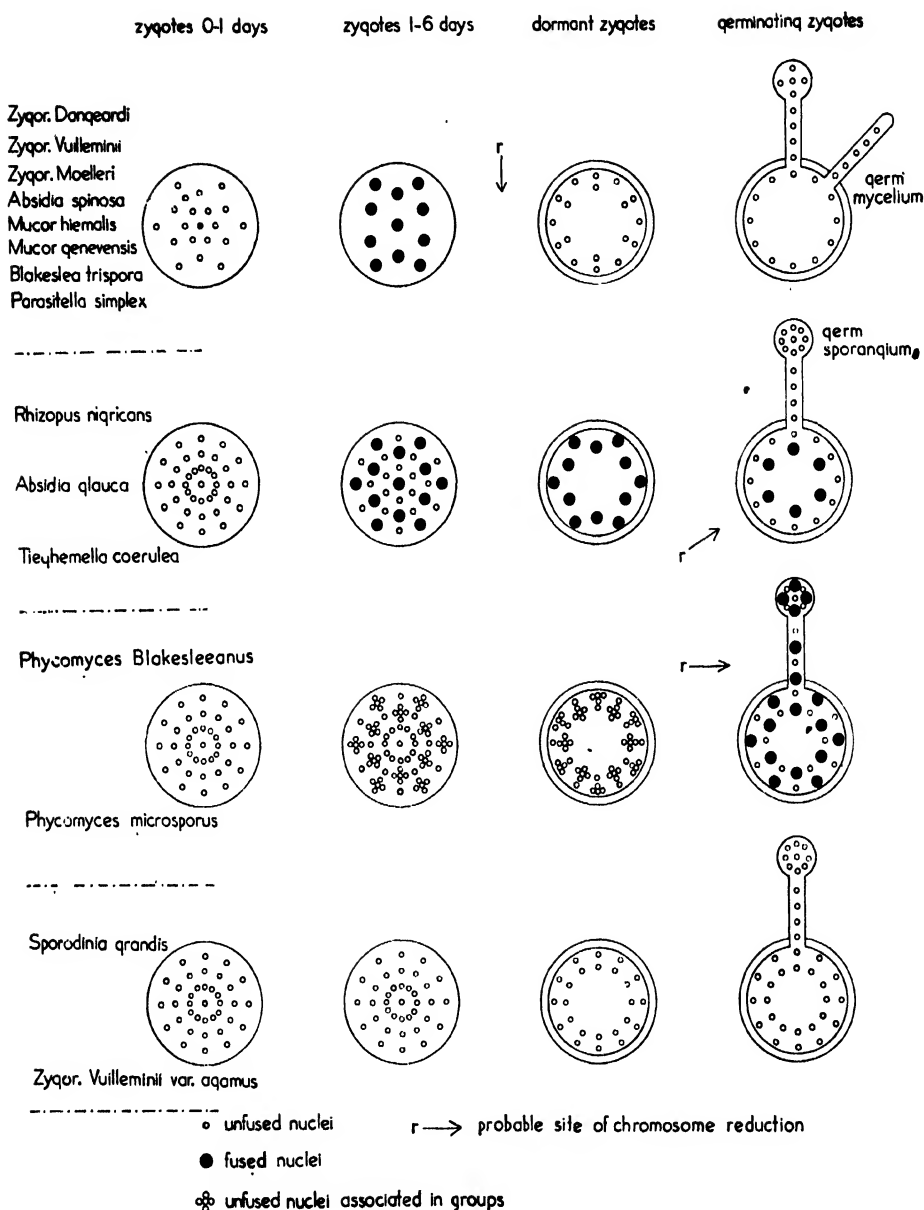 zygotes 0-1 days
zygotes 1-6 days
dormant zygotes
germinating zygotes
Zygor. Dangeardi
Zygor. Vuilleminii
Zygor. Moelleri
Absidia spinosa
Mucor hiemalis
Mucor genevensis
Blakeslea trispora
Parasitella simplex
r
germ
mycelium
germ
sporangium
Rhizopus nigricans
Absidia glauca
Tieghemella coerulea
r
Phycomyces Blakesleeanus
r
Phycomyces microsporus
Sporodinia grandis
Zygor. Vuilleminii var. agamus
unfused nuclei
r → probable site of chromosome reduction
fused nuclei
unfused nuclei associated in groups